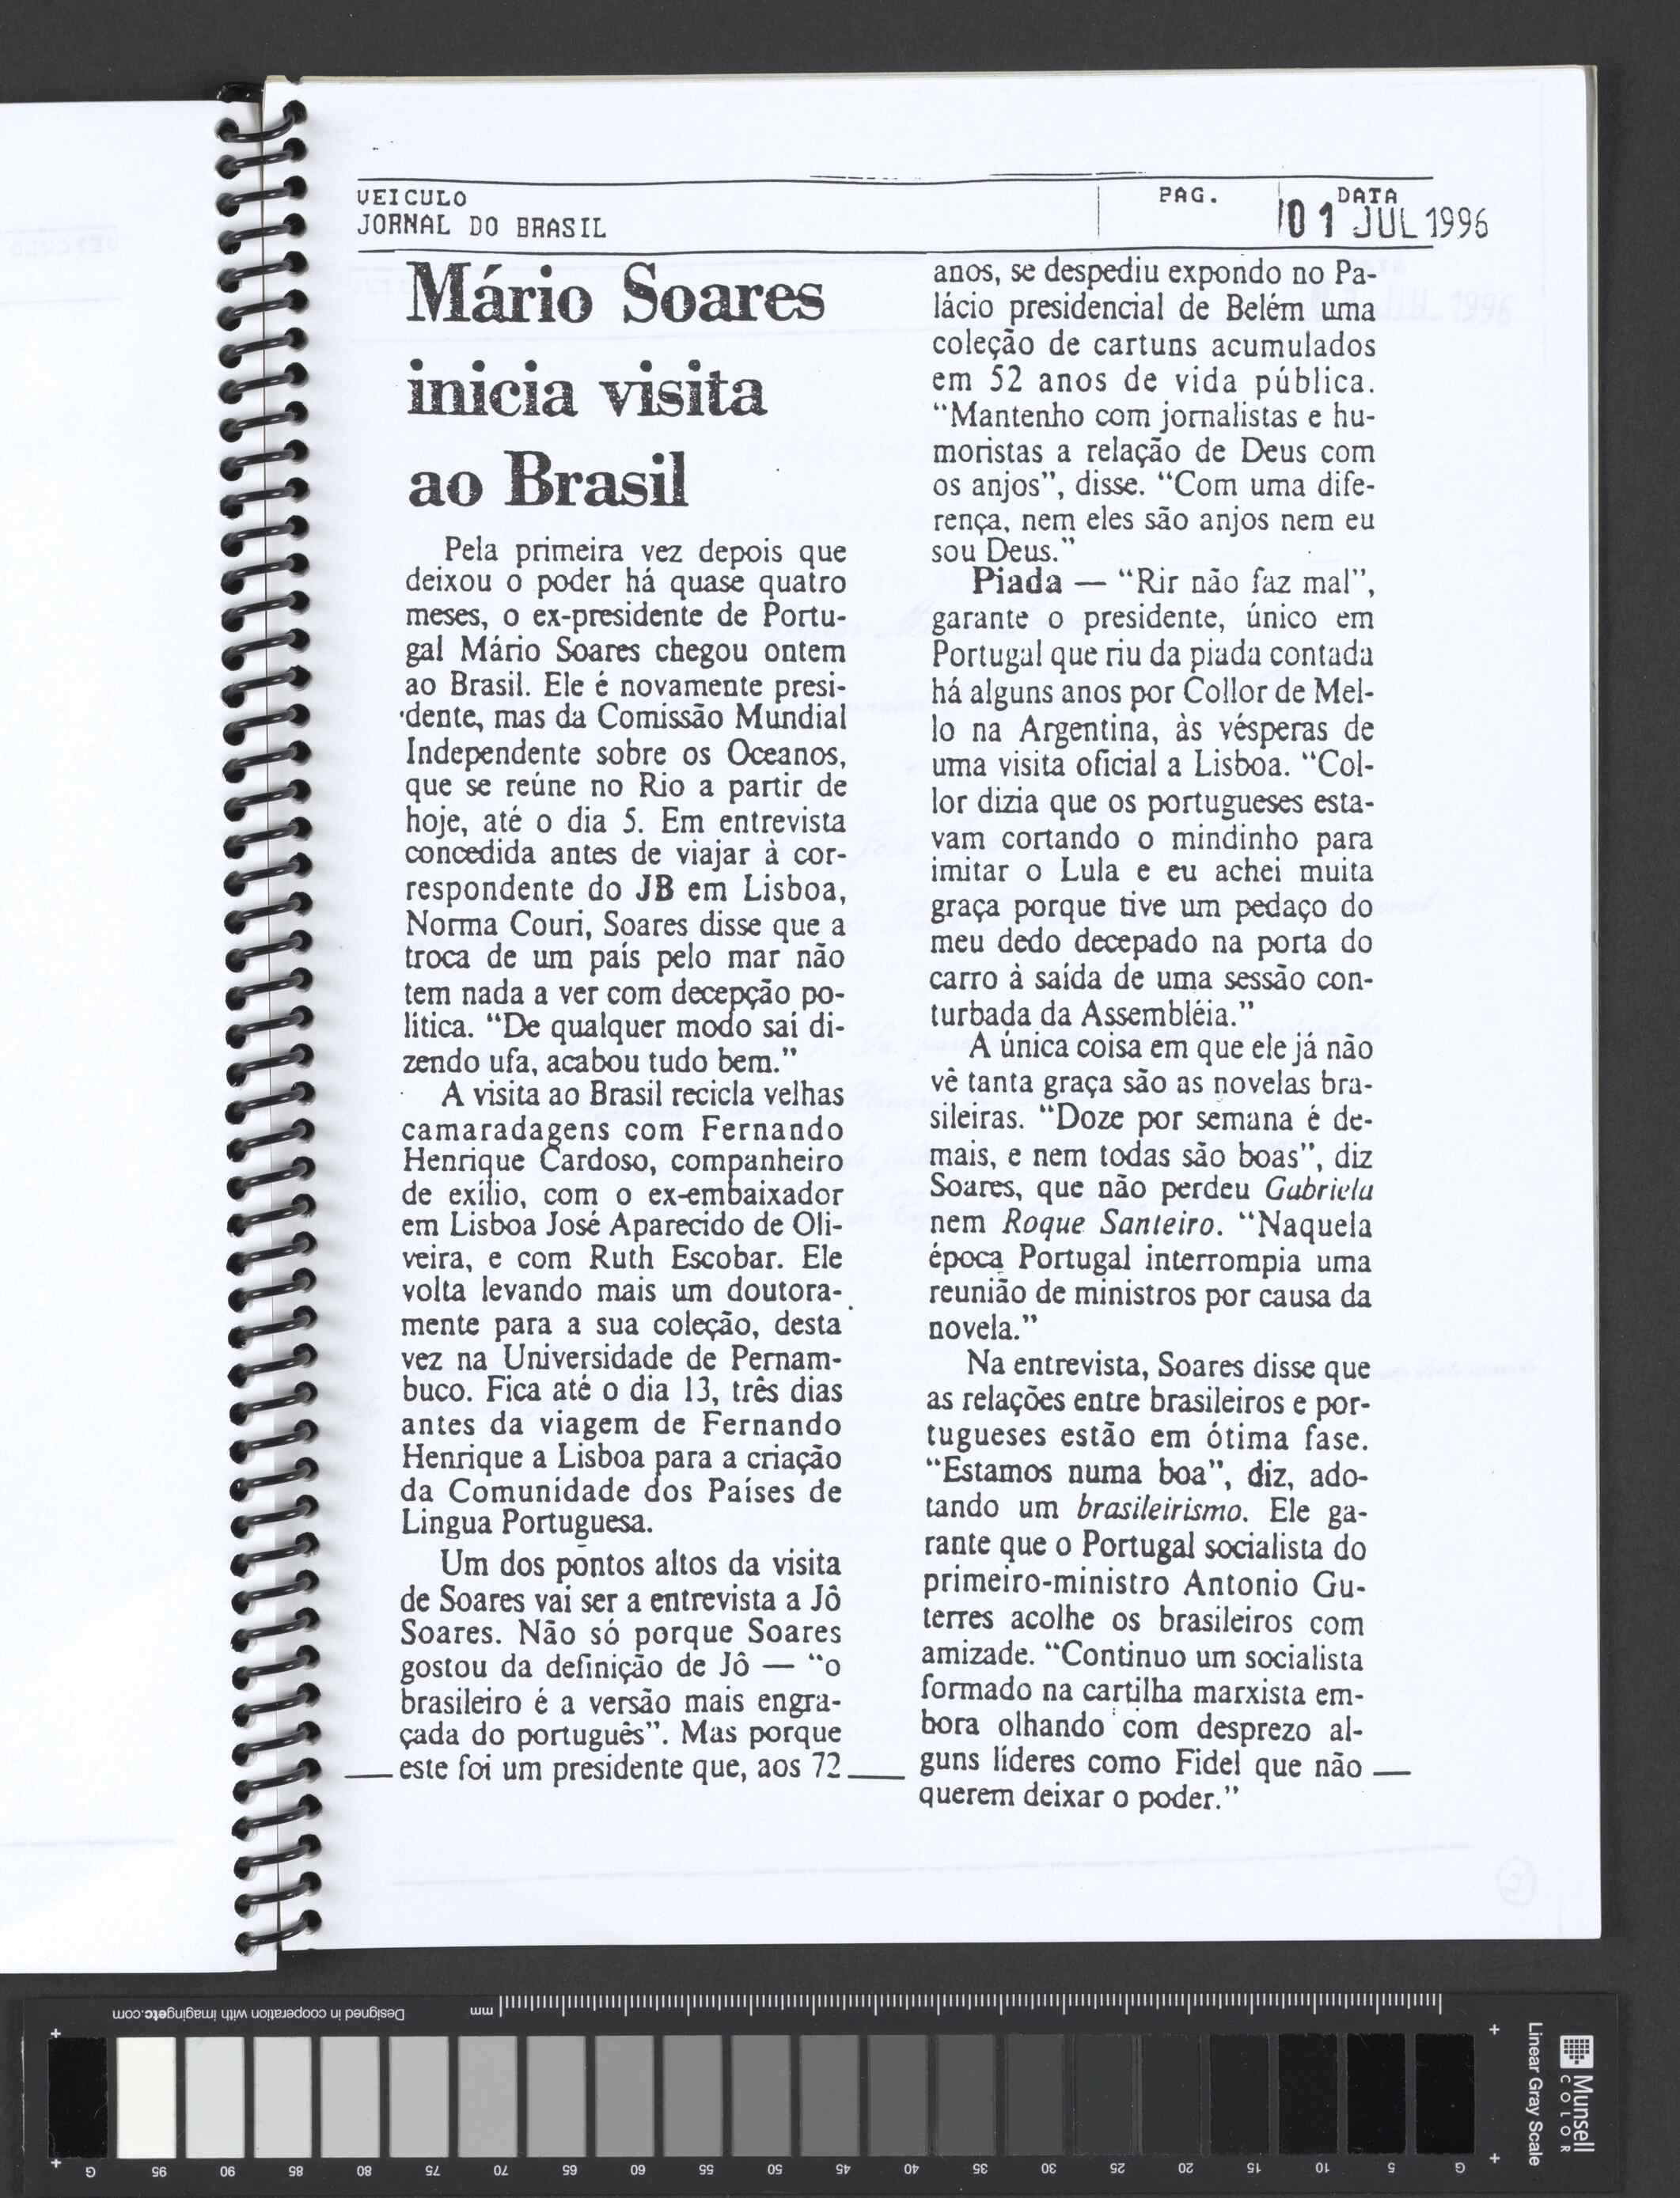 VEICULO
JORNAL DO BRASIL
PAG.
DATA
01 JUL 1996
Mário Soares
inicia visita
ao Brasil
Pela primeira vez depois que
deixou o poder há quase quatro
meses, o ex-presidente de Portu-
gal Mário Soares chegou ontem
ao Brasil. Ele é novamente presi-
dente, mas da Comissão Mundial
Independente sobre os Oceanos,
que se reúne no Rio a partir de
hoje, até o dia 5. Em entrevista
concedida antes de viajar à cor-
respondente do JB em Lisboa,
Norma Couri, Soares disse que a
troca de um país pelo mar não
tem nada a ver com decepção po-
lítica. “De qualquer modo saí di-
zendo ufa, acabou tudo bem.”
A visita ao Brasil recicla velhas
camaradagens com Fernando
Henrique Cardoso, companheiro
de exílio, com o ex-embaixador
em Lisboa José Aparecido de Oli-
veira, e com Ruth Escobar. Ele
volta levando mais um doutora-
mente para a sua coleção, desta
vez na Universidade de Pernam-
buco. Fica até o dia 13, três dias
antes da viagem de Fernando
Henrique a Lisboa para a criação
da Comunidade dos Países de
Lingua Portuguesa.
Um dos pontos altos da visita
de Soares vai ser a entrevista a Jô
Soares. Não só porque Soares
gostou da definição de Jô — “o
brasileiro é a versão mais engra-
çada do português”. Mas porque
este foi um presidente que, aos 72
anos, se despediu expondo no Pa-
lácio presidencial de Belém uma
coleção de cartuns acumulados
em 52 anos de vida pública.
“Mantenho com jornalistas e hu-
moristas a relação de Deus com
os anjos”, disse. “Com uma dife-
rença, nem eles são anjos nem eu
sou Deus.”
Piada — “Rir não faz mal”,
garante o presidente, único em
Portugal que riu da piada contada
há alguns anos por Collor de Mel-
lo na Argentina, às vésperas de
uma visita oficial a Lisboa. “Col-
lor dizia que os portugueses esta-
vam cortando o mindinho para
imitar o Lula e eu achei muita
graça porque tive um pedaço do
meu dedo decepado na porta do
carro à saída de uma sessão con-
turbada da Assembléia.”
A única coisa em que ele já não
vê tanta graça são as novelas bra-
sileiras. “Doze por semana é de-
mais, e nem todas são boas”, diz
Soares, que não perdeu Gabriela
nem Roque Santeiro. “Naquela
época Portugal interrompia uma
reunião de ministros por causa da
novela.”
Na entrevista, Soares disse que
as relações entre brasileiros e por-
tugueses estão em ótima fase.
“Estamos numa boa”, diz, ado-
tando um brasileirismo. Ele ga-
rante que o Portugal socialista do
primeiro-ministro Antonio Gu-
terres acolhe os brasileiros com
amizade. “Continuo um socialista
formado na cartilha marxista em-
bora olhando com desprezo al-
guns líderes como Fidel que não
querem deixar o poder.”
Designed in cooperation with imagingetc.com
mm
G 95 90 85 80 75 70 65 60 55 50 45 40 35 30 25 20 15 10 5 G
Munsell
COLOR
Linear Gray Scale